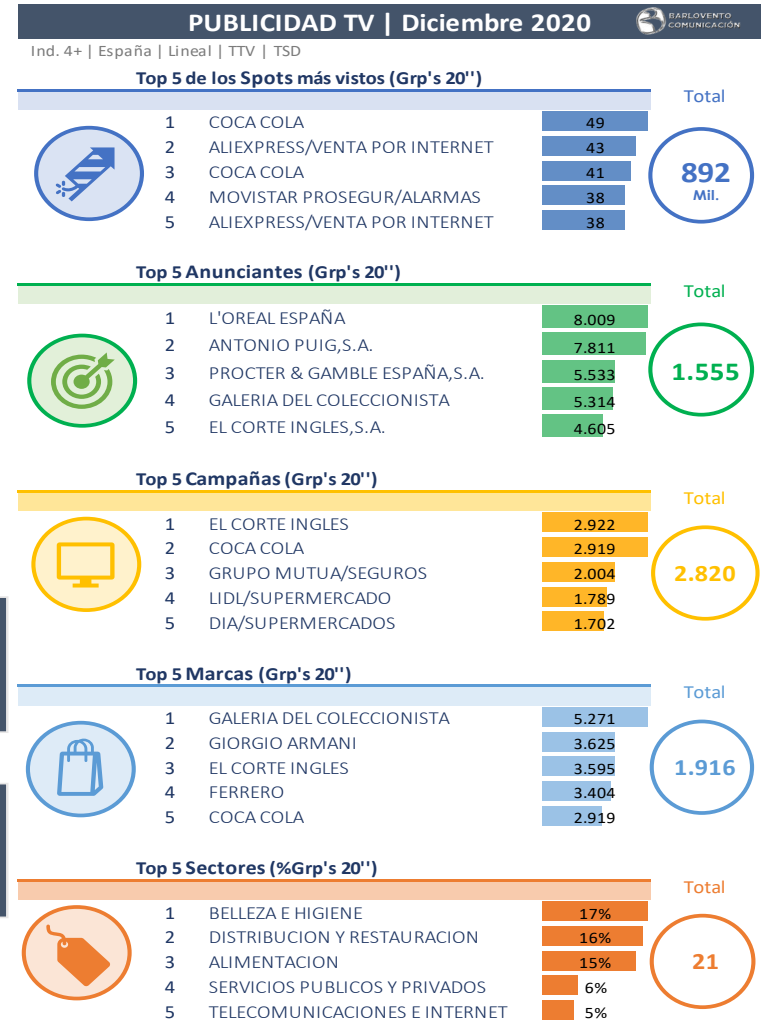 PUBLICIDAD TV | Diciembre 2020
BARLOVENTO
COMUNICACIÓN
Ind. 4+ | España | Lineal | TTV | TSD
Top 5 de los Spots más vistos (Grp's 20'')
Total
1 COCA COLA 49
2 ALIEXPRESS/VENTA POR INTERNET 43
3 COCA COLA 41
4 MOVISTAR PROSEGUR/ALARMAS 38
5 ALIEXPRESS/VENTA POR INTERNET 38
892
Mil.
Top 5 Anunciantes (Grp's 20'')
Total
1 L'OREAL ESPAÑA 8.009
2 ANTONIO PUIG,S.A. 7.811
3 PROCTER & GAMBLE ESPAÑA,S.A. 5.533
4 GALERIA DEL COLECCIONISTA 5.314
5 EL CORTE INGLES,S.A. 4.605
1.555
Top 5 Campañas (Grp's 20'')
Total
1 EL CORTE INGLES 2.922
2 COCA COLA 2.919
3 GRUPO MUTUA/SEGUROS 2.004
4 LIDL/SUPERMERCADO 1.789
5 DIA/SUPERMERCADOS 1.702
2.820
Top 5 Marcas (Grp's 20'')
Total
1 GALERIA DEL COLECCIONISTA 5.271
2 GIORGIO ARMANI 3.625
3 EL CORTE INGLES 3.595
4 FERRERO 3.404
5 COCA COLA 2.919
1.916
Top 5 Sectores (%Grp's 20'')
Total
1 BELLEZA E HIGIENE 17%
2 DISTRIBUCION Y RESTAURACION 16%
3 ALIMENTACION 15%
4 SERVICIOS PUBLICOS Y PRIVADOS 6%
5 TELECOMUNICACIONES E INTERNET 5%
21